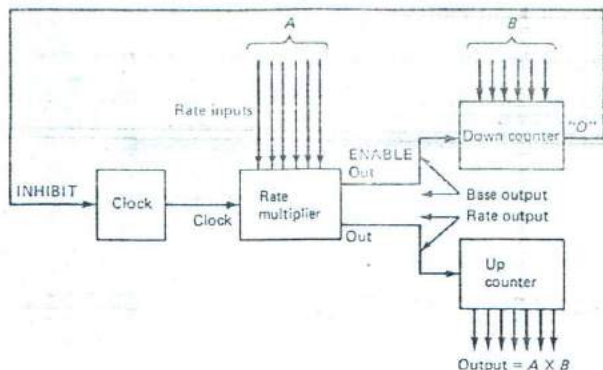 A
B
Rate inputs
Down counter
"0"
ENABLE
Out
INHIBIT
Clock
Clock
Rate
multiplier
Base output
Rate output
Out
Up
counter
Output = A X B